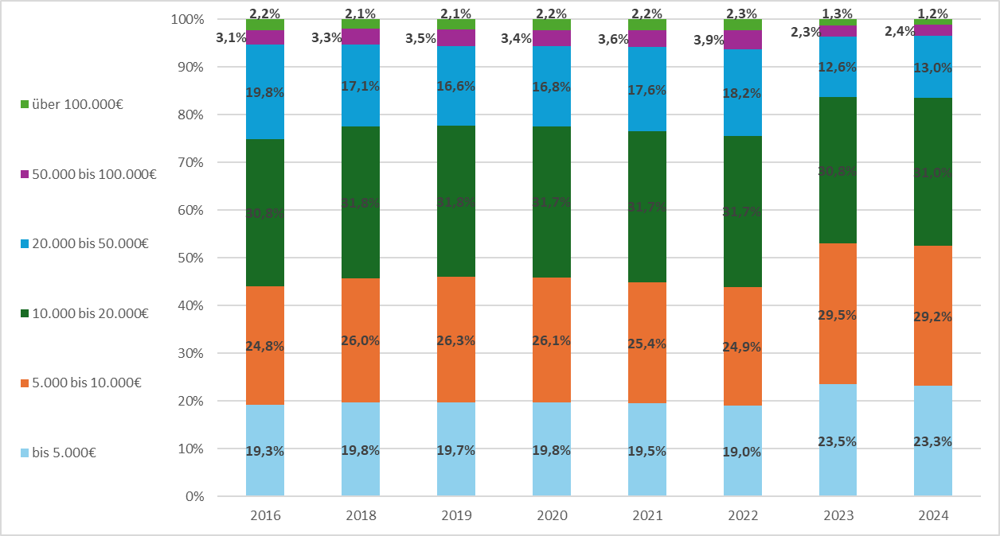 2,2% 2,1% 2,1% 2,2% 2,2% 2,3% 1,3% 1,2%
100%
3,1% 3,3% 3,5% 3,4% 3,6% 3,9% 2,3% 2,4%
90%
19,8% 17,1% 16,6% 16,8% 17,6% 18,2% 12,6% 13,0%
über 100.000€
80%
50.000 bis 100.000€
70%
30,8% 31,8% 31,8% 31,7% 31,7% 31,7% 30,8% 31,0%
60%
20.000 bis 50.000€
50%
10.000 bis 20.000€
40%
24,8% 26,0% 26,3% 26,1% 25,4% 24,9% 29,5% 29,2%
30%
5.000 bis 10.000€
20%
19,3% 19,8% 19,7% 19,8% 19,5% 19,0% 23,5% 23,3%
bis 5.000€
10%
0%
2016 2018 2019 2020 2021 2022 2023 2024